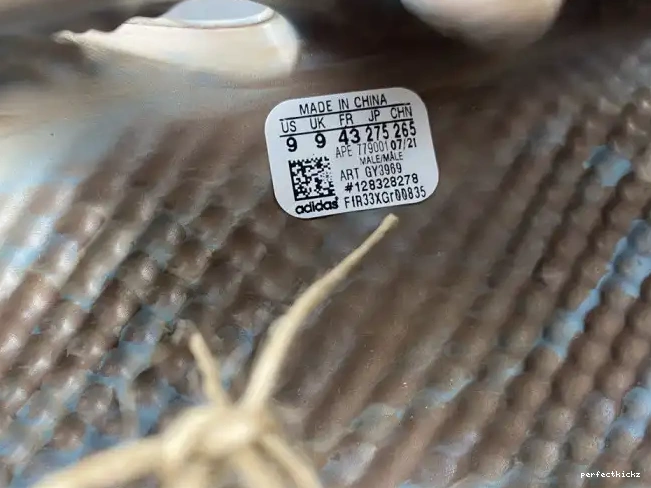 MADE IN CHINA
US UK FR JP CHN
9 9 43 275 265
APE 779001 07/21
MALE/MÂLE
ART GY3969
#128328278
adidas FIR33XGr00835
perfectkickz